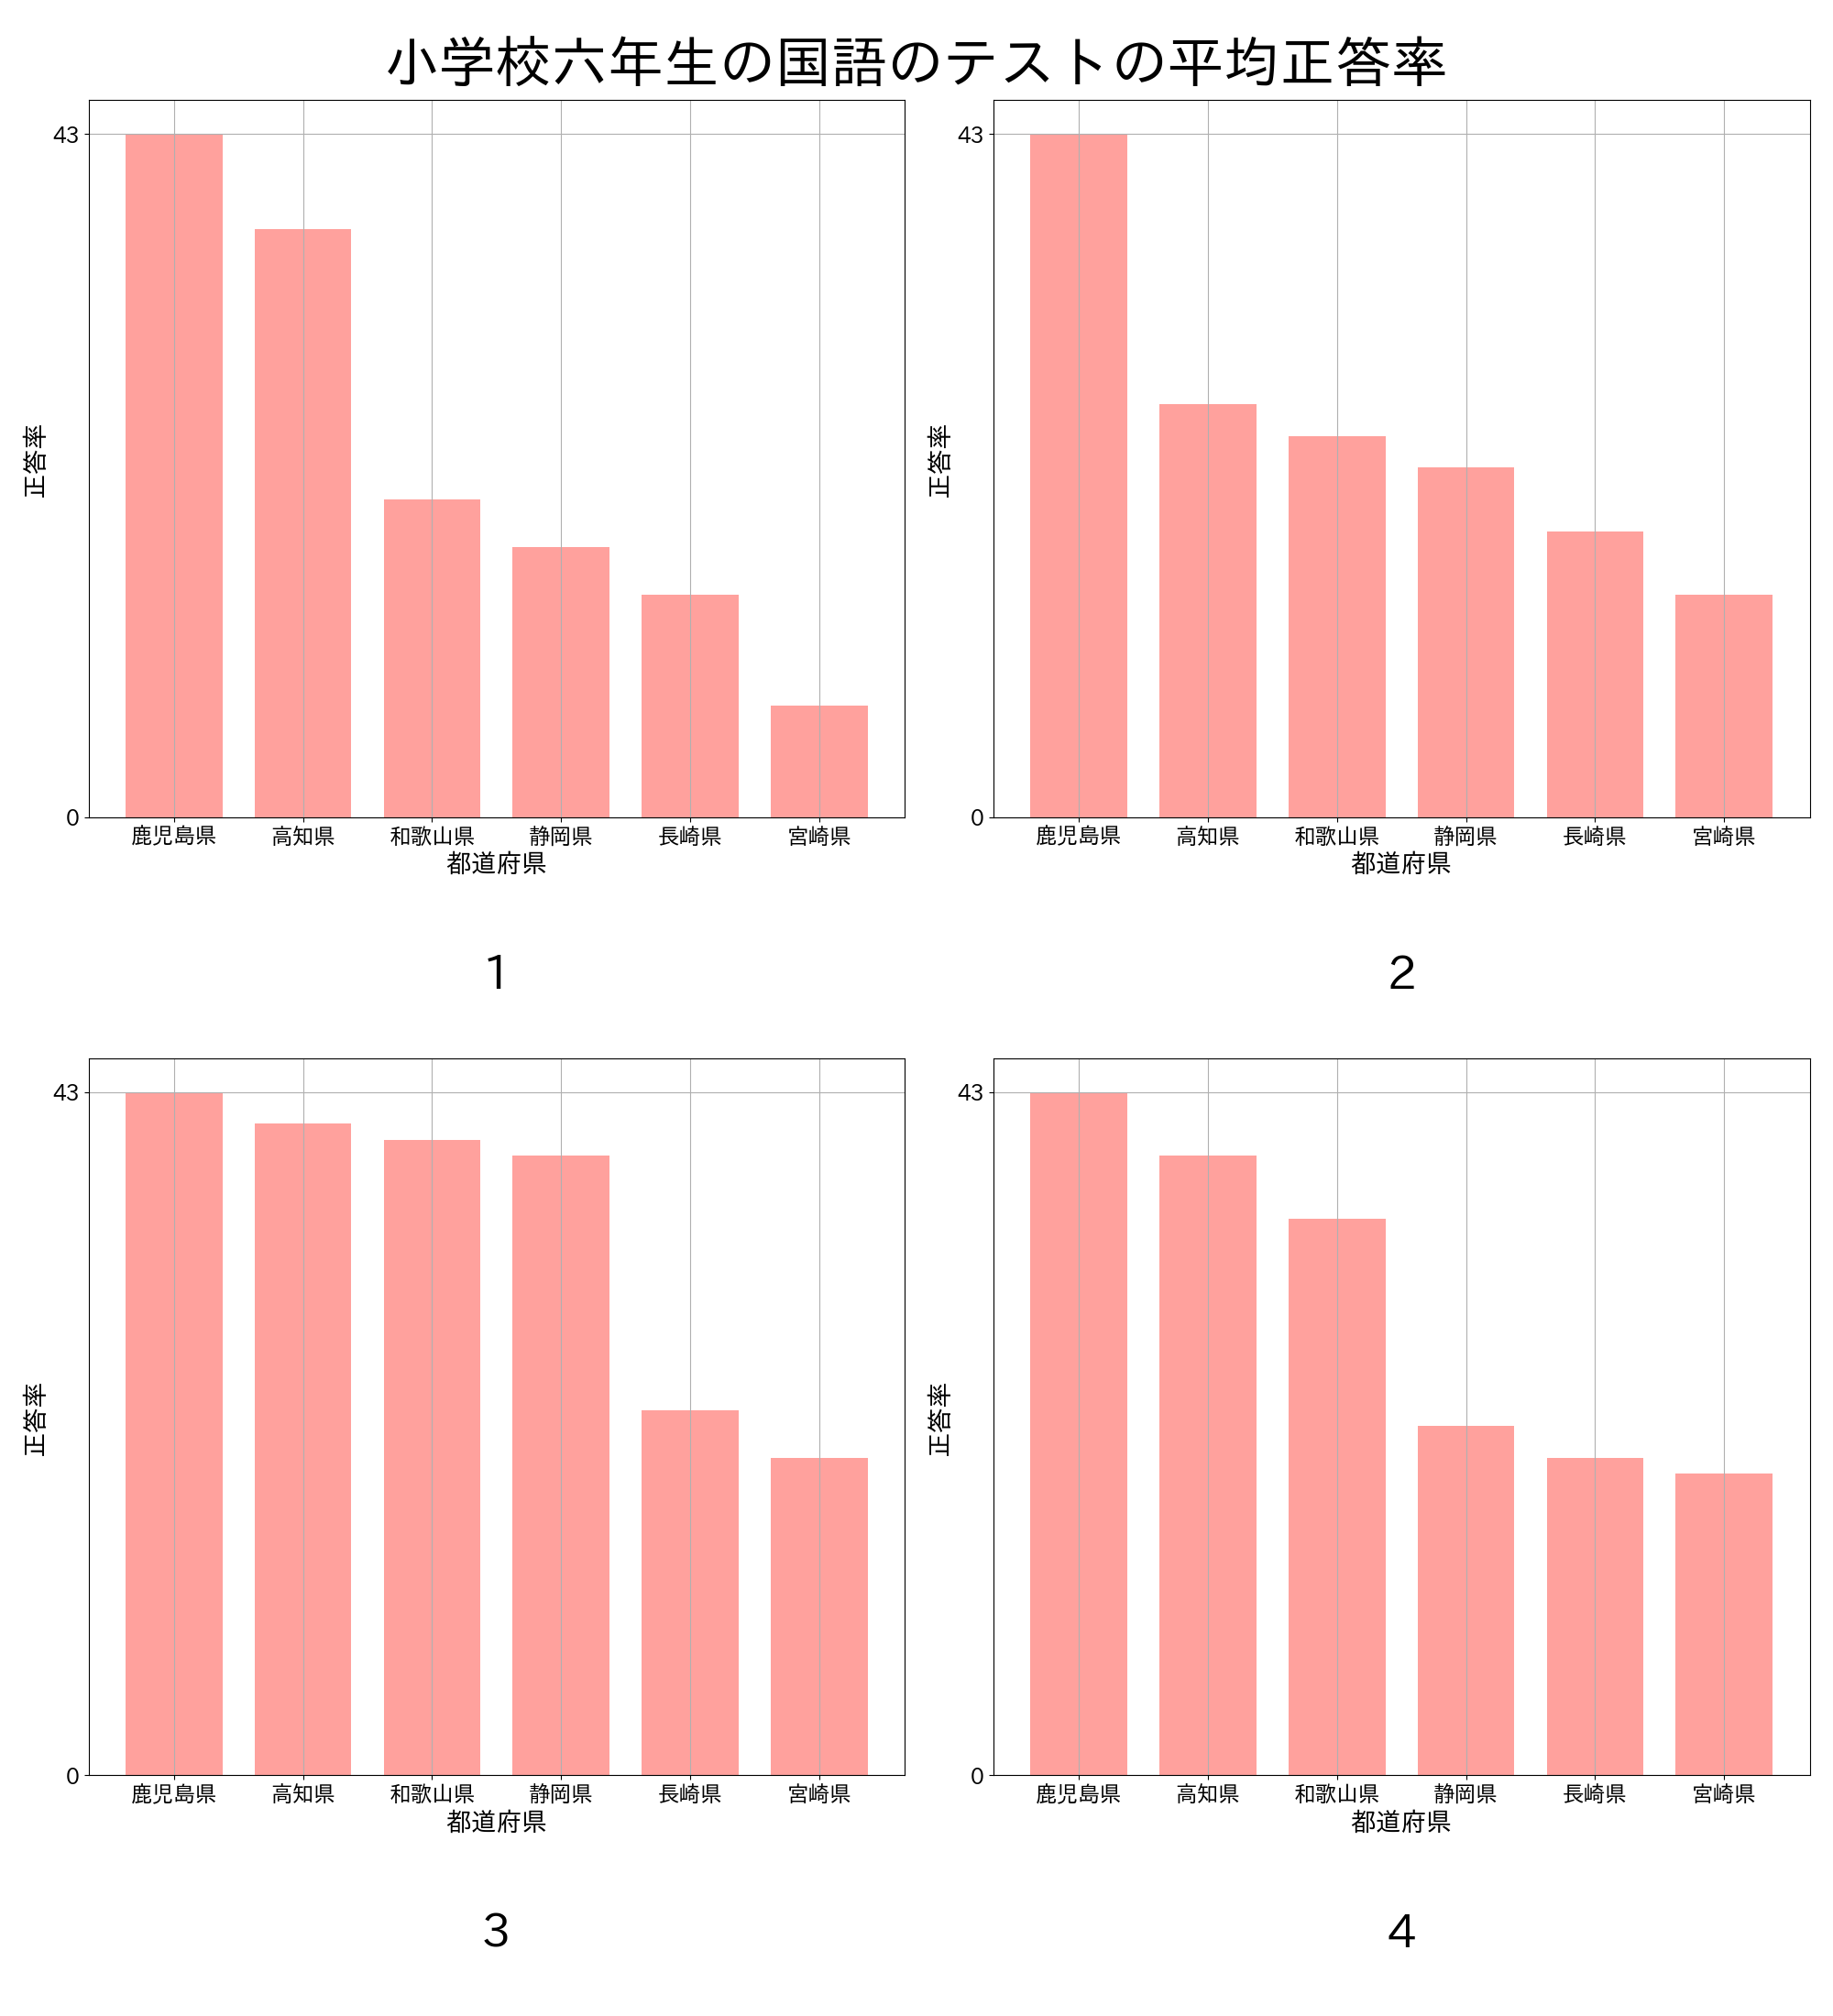 小学校六年生の国語のテストの平均正答率
43
0
正答率
鹿児島県 高知県 和歌山県 静岡県 長崎県 宮崎県
都道府県
1
43
0
正答率
鹿児島県 高知県 和歌山県 静岡県 長崎県 宮崎県
都道府県
2
43
0
正答率
鹿児島県 高知県 和歌山県 静岡県 長崎県 宮崎県
都道府県
3
43
0
正答率
鹿児島県 高知県 和歌山県 静岡県 長崎県 宮崎県
都道府県
4